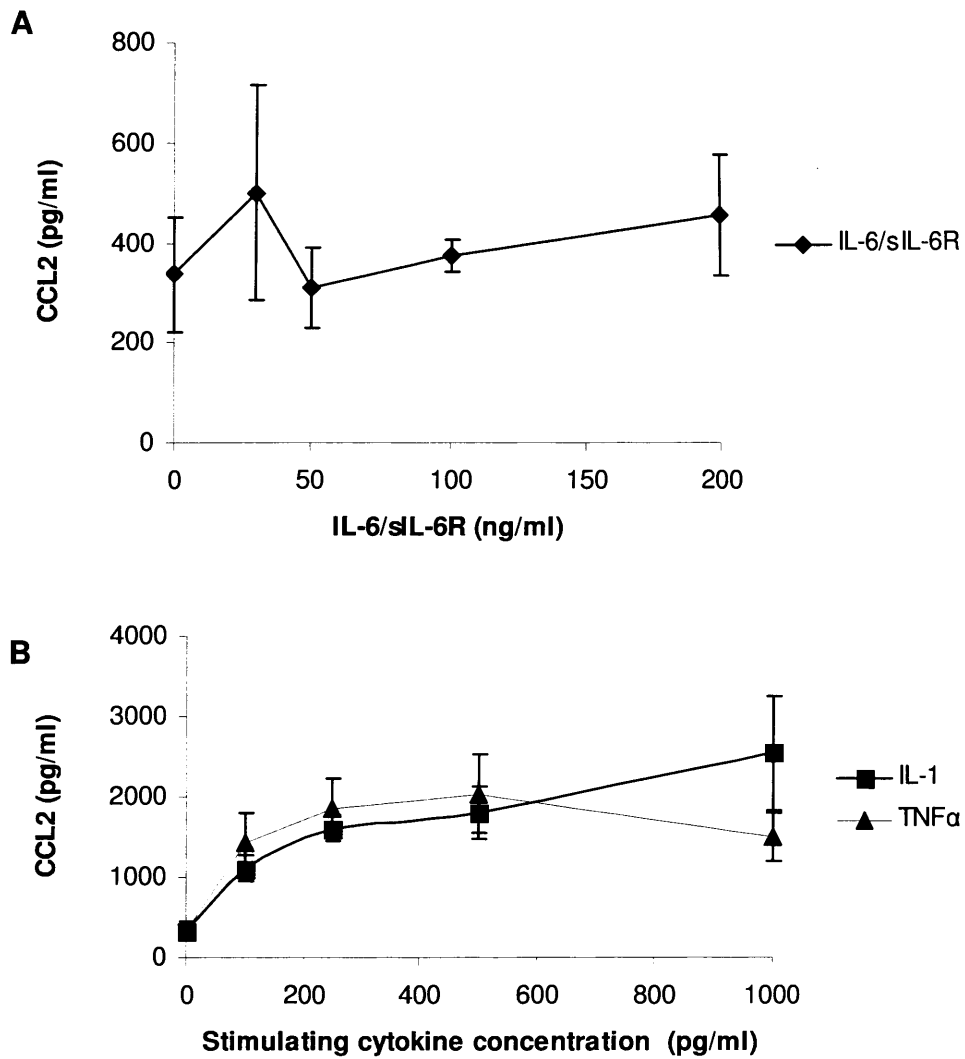 A
800
600
400
200
0
CCL2 (pg/ml)
0 50 100 150 200
IL-6/sIL-6R (ng/ml)
IL-6/sIL-6R
B
4000
3000
2000
1000
0
CCL2 (pg/ml)
0 200 400 600 800 1000
Stimulating cytokine concentration (pg/ml)
IL-1
TNFα